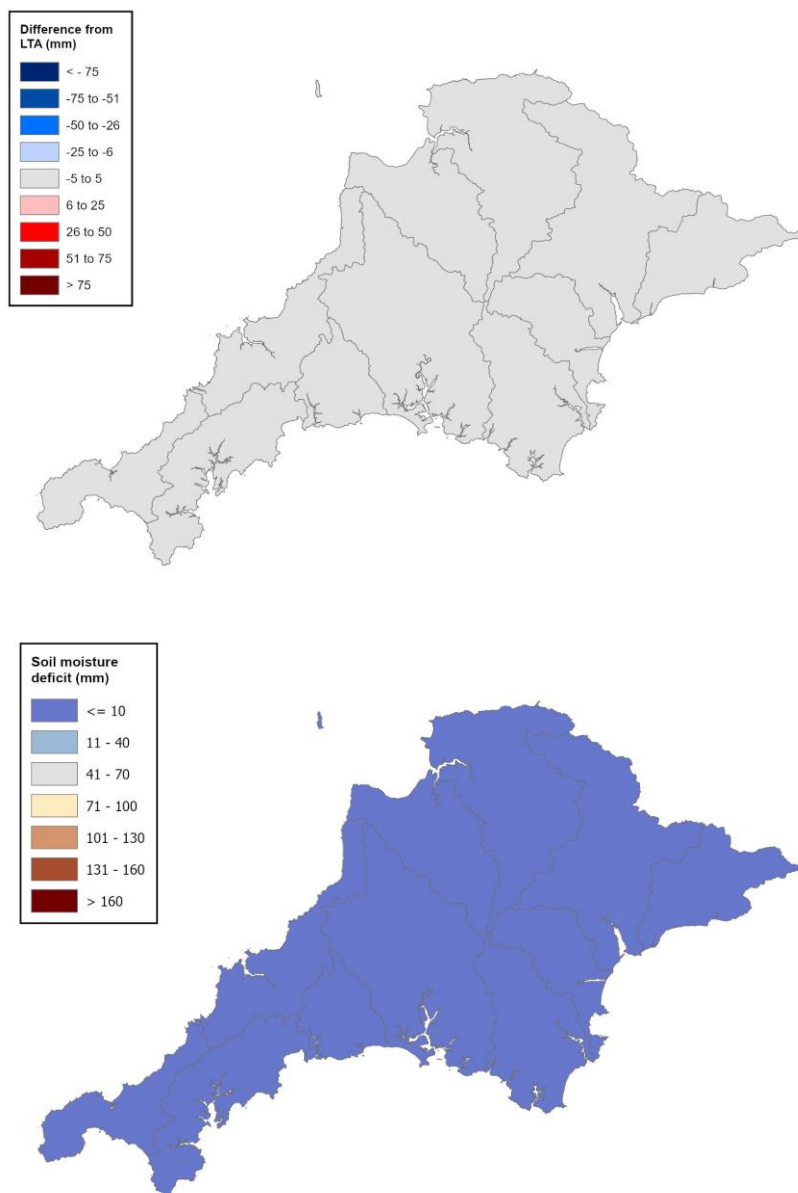 Difference from
LTA (mm)
< - 75
-75 to -51
-50 to -26
-25 to -6
-5 to 5
6 to 25
26 to 50
51 to 75
> 75
Soil moisture
deficit (mm)
<= 10
11 - 40
41 - 70
71 - 100
101 - 130
131 - 160
> 160